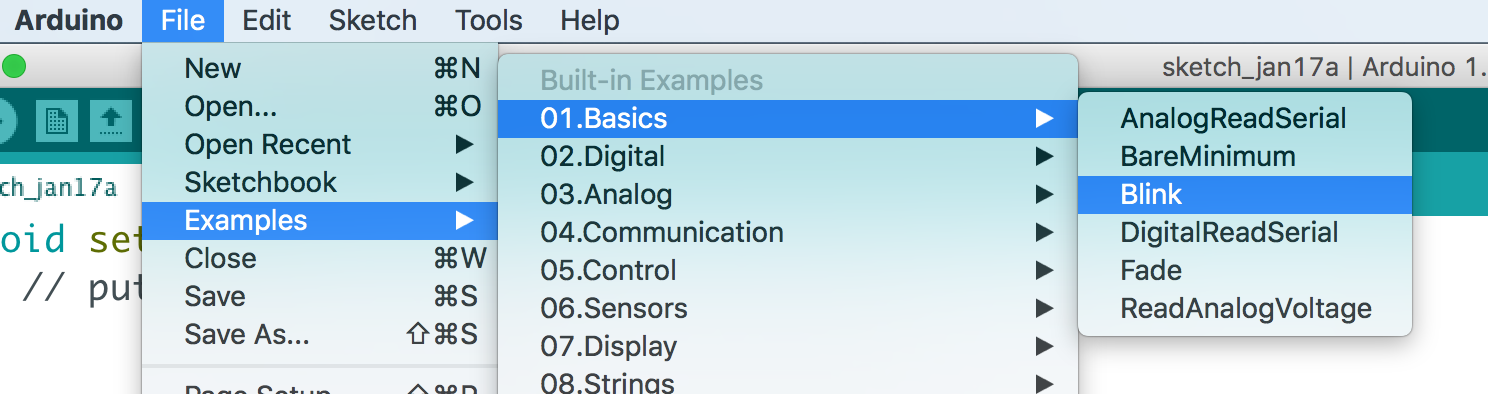 Arduino File Edit Sketch Tools Help
sketch_jan17a | Arduino 1.
New ⌘N
Open... ⌘O
Open Recent ▶
Sketchbook ▶
Examples ▶
Close ⌘W
Save ⌘S
Save As... ⇧⌘S
Page Setup ⇧⌘P
Built-in Examples
01.Basics ▶
02.Digital ▶
03.Analog ▶
04.Communication ▶
05.Control ▶
06.Sensors ▶
07.Display ▶
08.Strings ▶
AnalogReadSerial
BareMinimum
Blink
DigitalReadSerial
Fade
ReadAnalogVoltage
ch_jan17a
oid set
// put